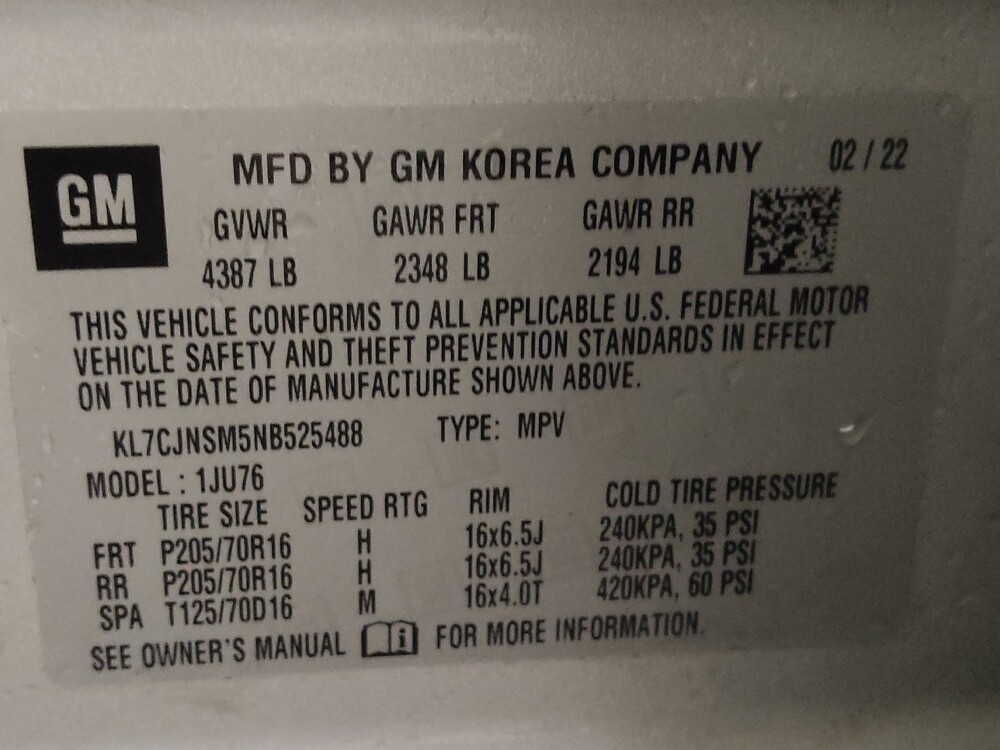 GM
MFD BY GM KOREA COMPANY 02 / 22
GVWR GAWR FRT GAWR RR
4387 LB 2348 LB 2194 LB
THIS VEHICLE CONFORMS TO ALL APPLICABLE U.S. FEDERAL MOTOR
VEHICLE SAFETY AND THEFT PREVENTION STANDARDS IN EFFECT
ON THE DATE OF MANUFACTURE SHOWN ABOVE.
KL7CJNSM5NB525488 TYPE: MPV
MODEL : 1JU76
TIRE SIZE SPEED RTG RIM COLD TIRE PRESSURE
FRT P205/70R16 H 16x6.5J 240KPA, 35 PSI
RR P205/70R16 H 16x6.5J 240KPA, 35 PSI
SPA T125/70D16 M 16x4.0T 420KPA, 60 PSI
SEE OWNER'S MANUAL i FOR MORE INFORMATION.